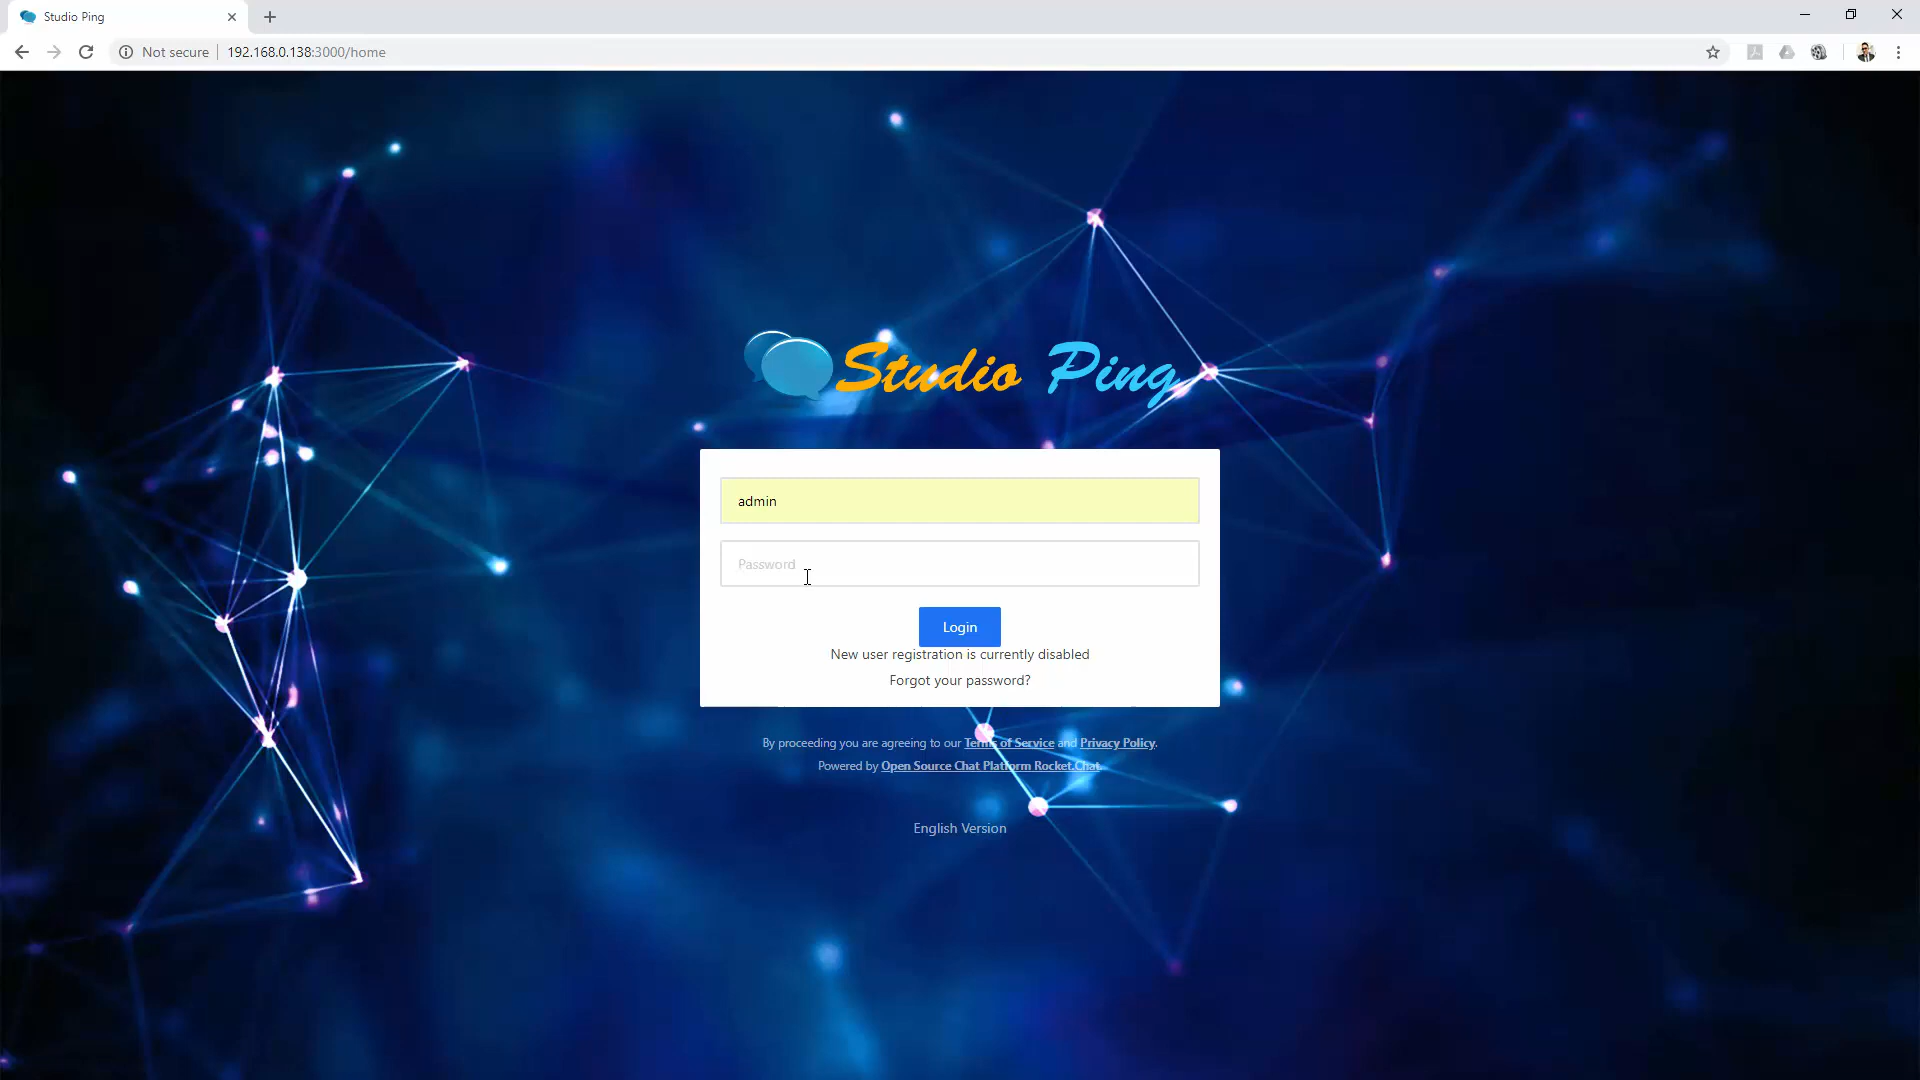 Studio Ping
Not secure
192.168.0.138:3000/home
Studio Ping
admin
Password
Login
New user registration is currently disabled
Forgot your password?
By proceeding you are agreeing to our Terms of Service and Privacy Policy.
Powered by Open Source Chat Platform Rocket.Chat.
English Version